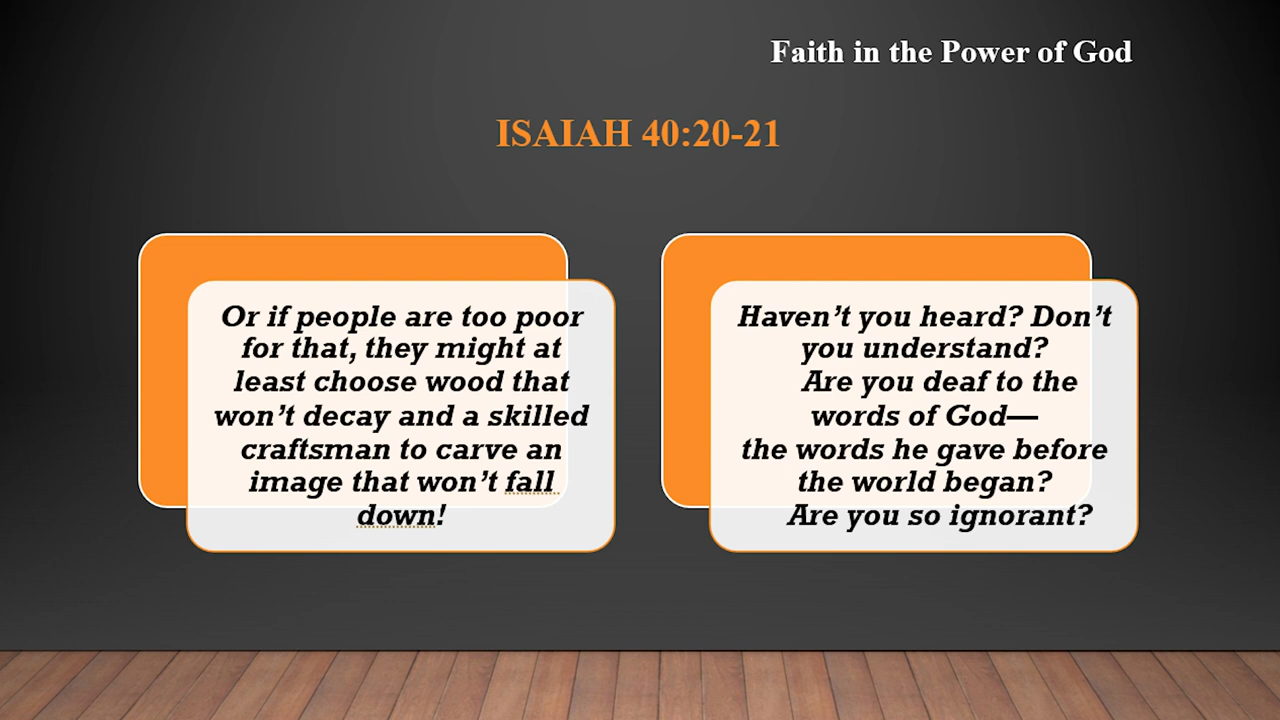 Faith in the Power of God
ISAIAH 40:20-21
Or if people are too poor
for that, they might at
least choose wood that
won’t decay and a skilled
craftsman to carve an
image that won’t fall
down!
Haven’t you heard? Don’t
you understand?
Are you deaf to the
words of God—
the words he gave before
the world began?
Are you so ignorant?